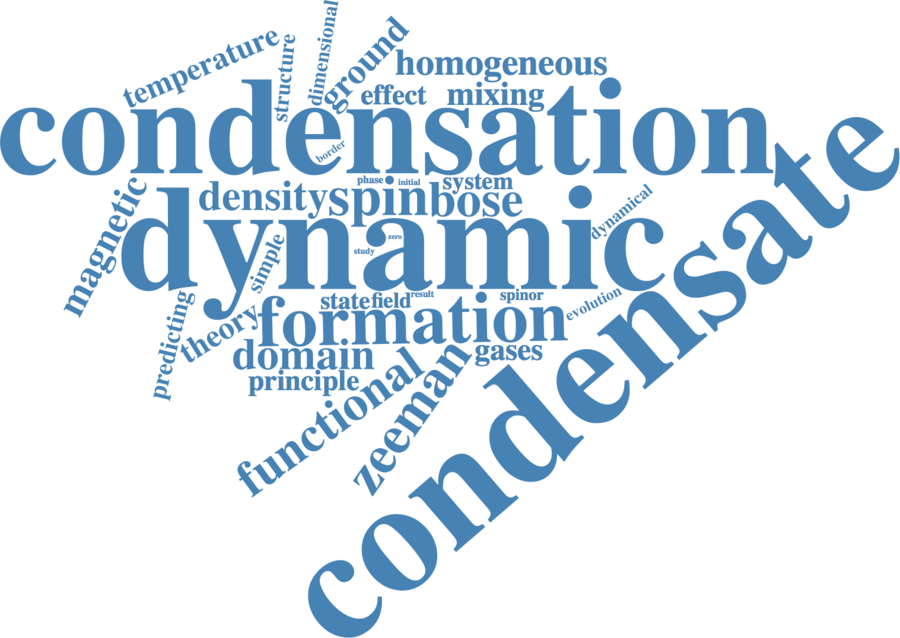 temperature
structure
dimensional
ground
homogeneous
effect
mixing
condensation
border
condensate
phase
initial
system
density
spin
bose
magnetic
dynamical
dynamic
zero
study
simple
state
field
result
spinor
evolution
predicting
theory
formation
domain
gases
principle
functional
zeeman